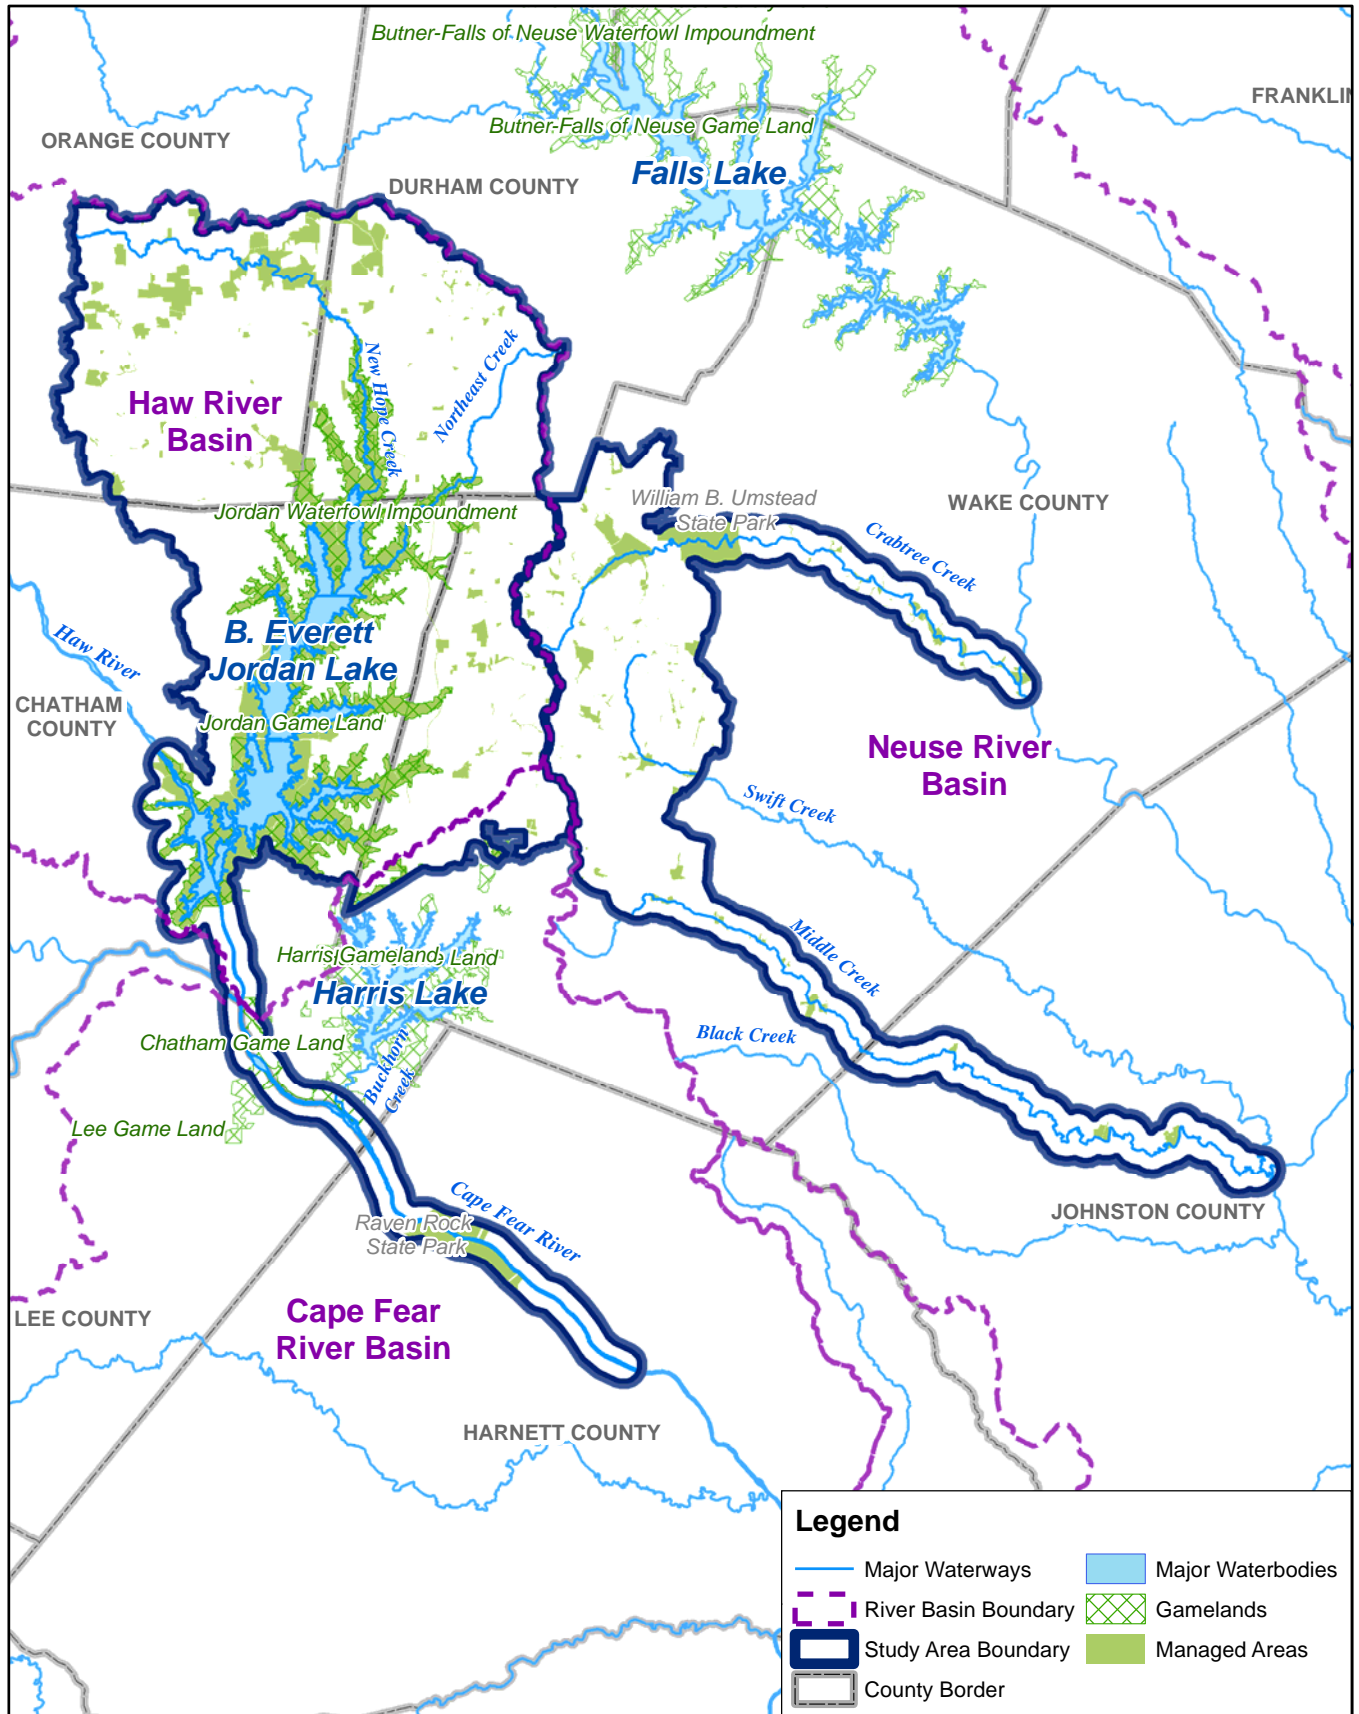 Butner-Falls of Neuse Waterfowl Impoundment
FRANKLIN
Butner-Falls of Neuse Game Land
ORANGE COUNTY
Falls Lake
DURHAM COUNTY
New Hope Creek
Northeast Creek
Haw River
Basin
William B. Umstead
State Park
WAKE COUNTY
Jordan Waterfowl Impoundment
Crabtree Creek
B. Everett
Jordan Lake
Haw River
CHATHAM
COUNTY
Jordan Game Land
Neuse River
Basin
Swift Creek
Middle Creek
Harris Gameland
Land
Harris Lake
Black Creek
Chatham Game Land
Buckhorn
Creek
Lee Game Land
Cape Fear River
Raven Rock
State Park
JOHNSTON COUNTY
LEE COUNTY
Cape Fear
River Basin
HARNETT COUNTY
Legend
Major Waterways
Major Waterbodies
River Basin Boundary
Gamelands
Study Area Boundary
Managed Areas
County Border